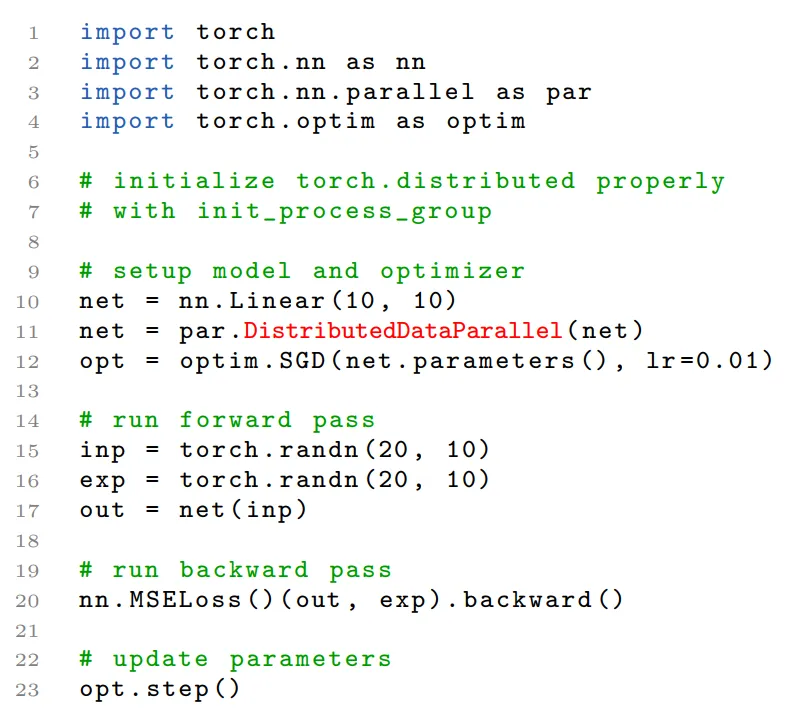 1 import torch
2 import torch.nn as nn
3 import torch.nn.parallel as par
4 import torch.optim as optim
5
6 # initialize torch.distributed properly
7 # with init_process_group
8
9 # setup model and optimizer
10 net = nn.Linear(10, 10)
11 net = par.DistributedDataParallel(net)
12 opt = optim.SGD(net.parameters(), lr=0.01)
13
14 # run forward pass
15 inp = torch.randn(20, 10)
16 exp = torch.randn(20, 10)
17 out = net(inp)
18
19 # run backward pass
20 nn.MSELoss()(out, exp).backward()
21
22 # update parameters
23 opt.step()